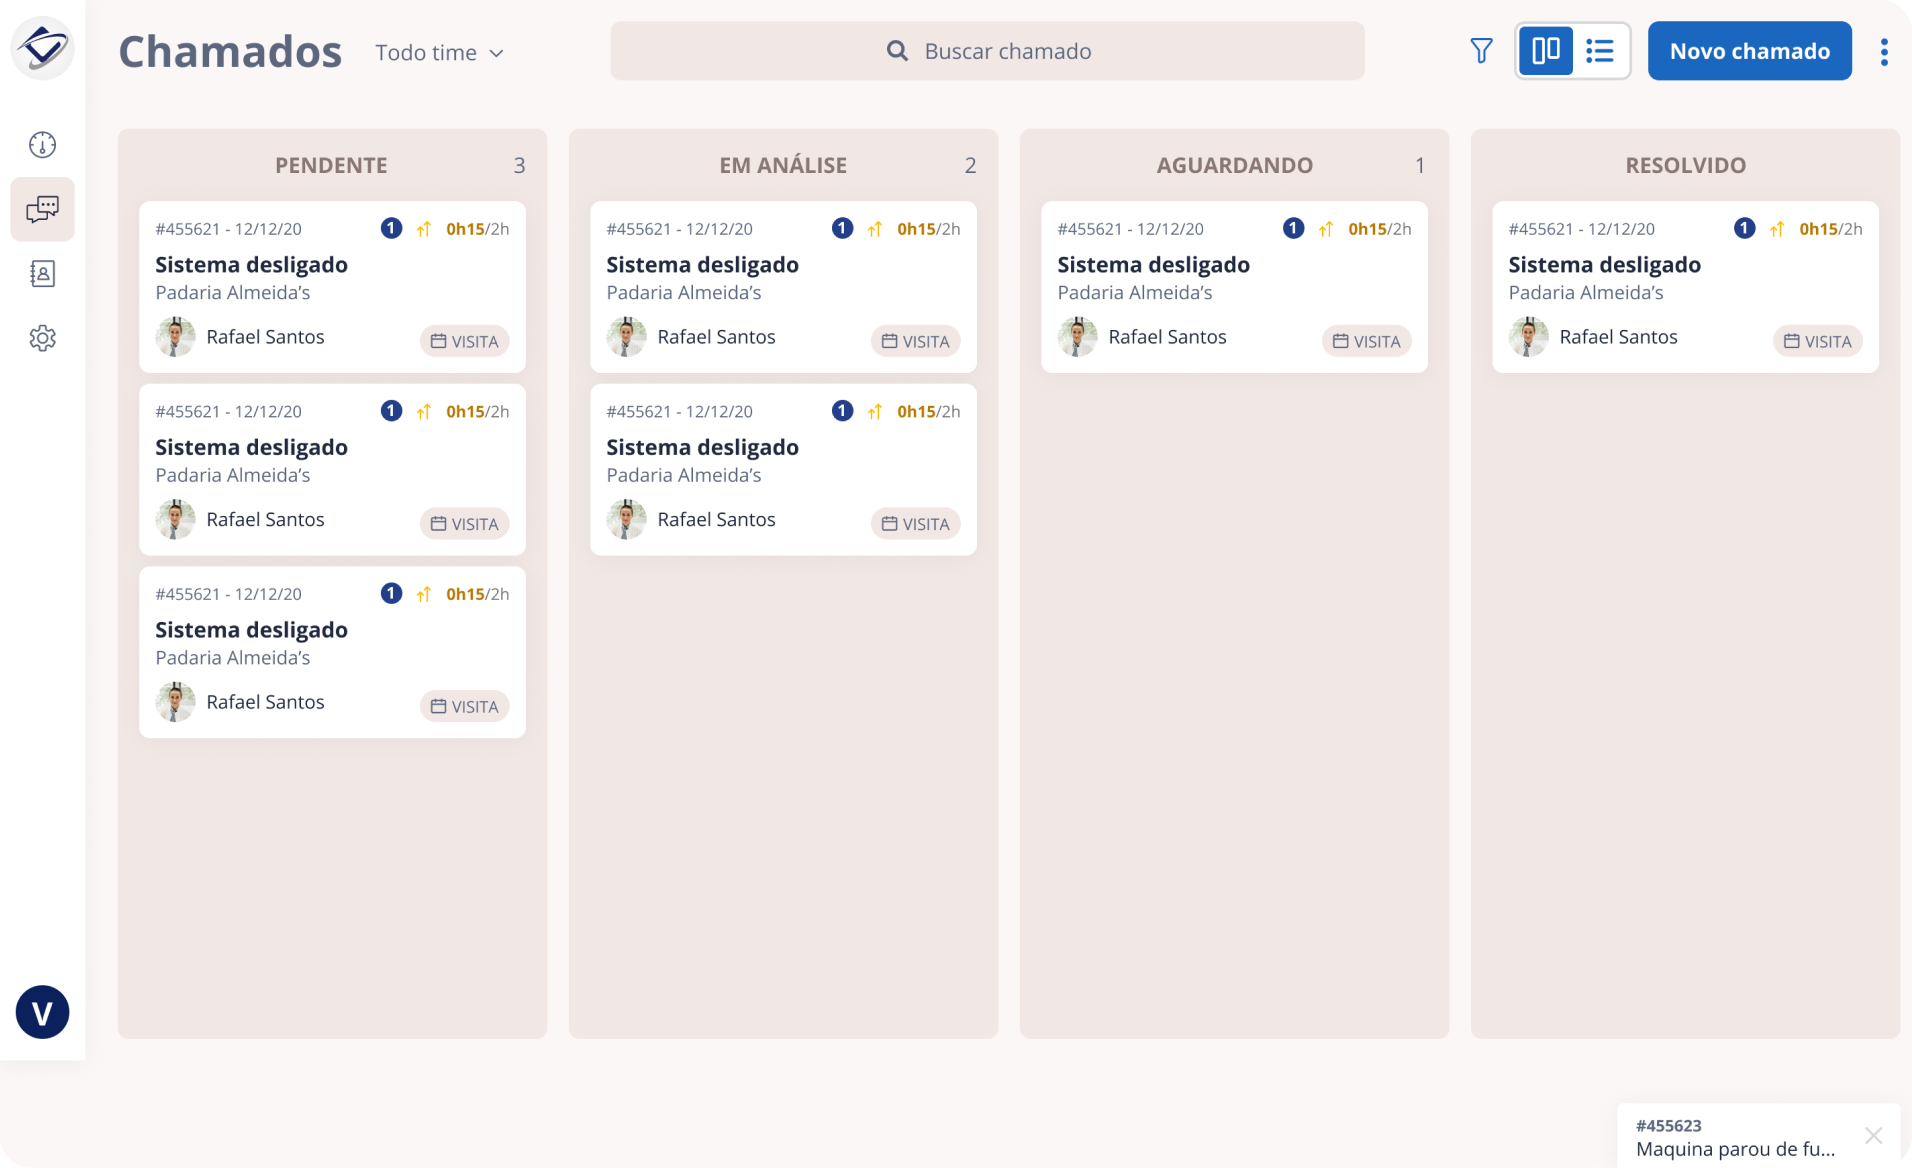 Chamados
Todo time
Buscar chamado
Novo chamado
PENDENTE 3
#455621 - 12/12/20 1 0h15/2h
Sistema desligado
Padaria Almeida’s
Rafael Santos
VISITA
#455621 - 12/12/20 1 0h15/2h
Sistema desligado
Padaria Almeida’s
Rafael Santos
VISITA
#455621 - 12/12/20 1 0h15/2h
Sistema desligado
Padaria Almeida’s
Rafael Santos
VISITA
EM ANÁLISE 2
#455621 - 12/12/20 1 0h15/2h
Sistema desligado
Padaria Almeida’s
Rafael Santos
VISITA
#455621 - 12/12/20 1 0h15/2h
Sistema desligado
Padaria Almeida’s
Rafael Santos
VISITA
AGUARDANDO 1
#455621 - 12/12/20 1 0h15/2h
Sistema desligado
Padaria Almeida’s
Rafael Santos
VISITA
RESOLVIDO
#455621 - 12/12/20 1 0h15/2h
Sistema desligado
Padaria Almeida’s
Rafael Santos
VISITA
V
#455623
Maquina parou de fu...